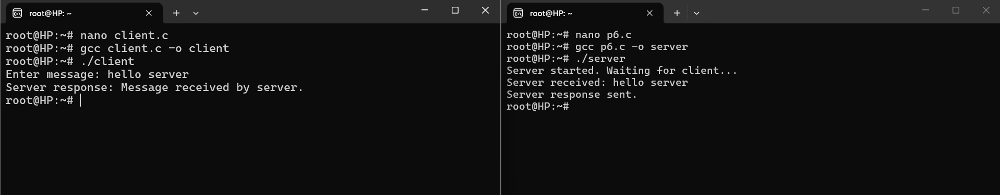 root@HP: ~
root@HP:~# nano client.c
root@HP:~# gcc client.c -o client
root@HP:~# ./client
Enter message: hello server
Server response: Message received by server.
root@HP:~#
root@HP: ~
root@HP:~# nano p6.c
root@HP:~# gcc p6.c -o server
root@HP:~# ./server
Server started. Waiting for client...
Server received: hello server
Server response sent.
root@HP:~#